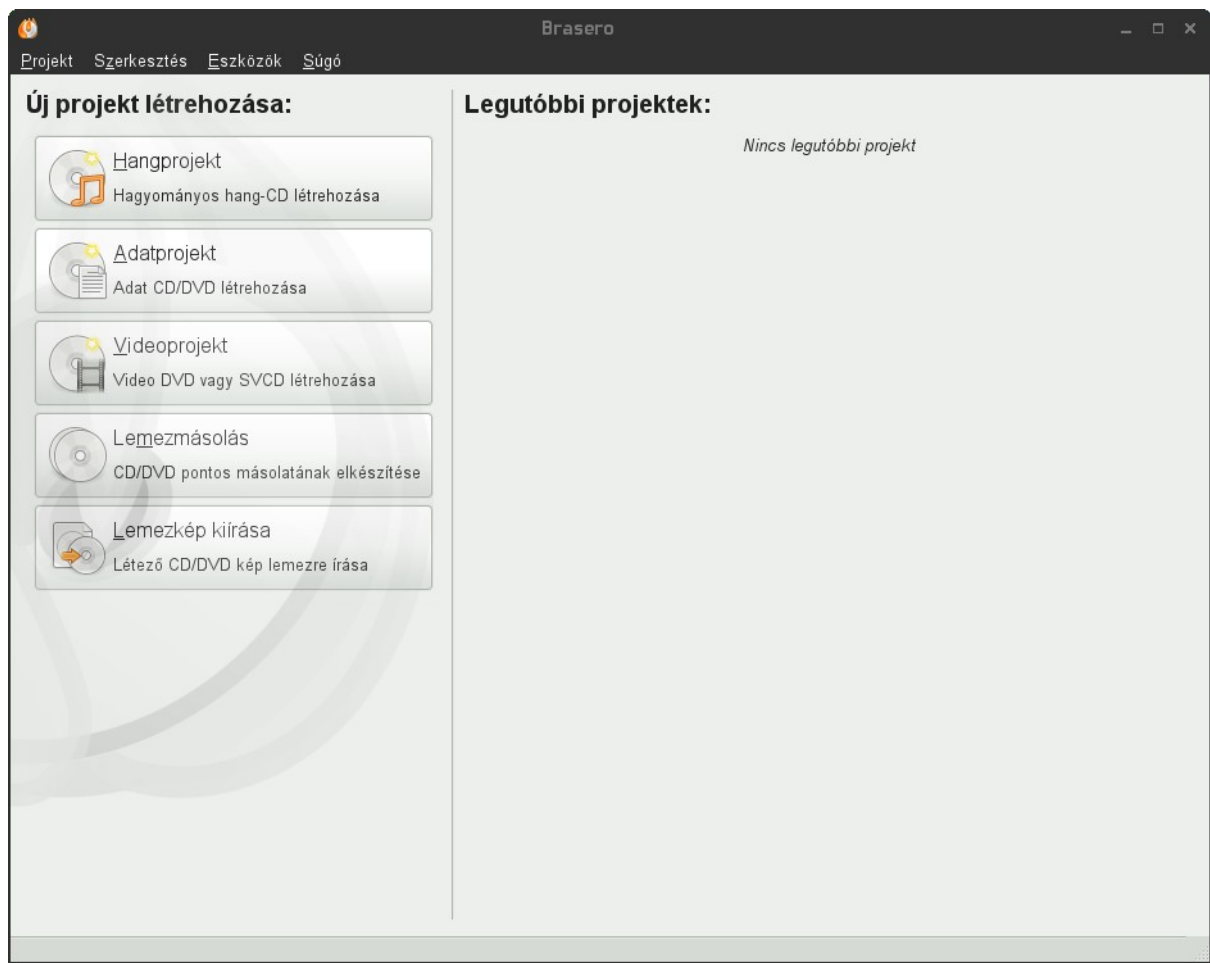 Brasero
Projekt Szerkesztés Eszközök Súgó
Új projekt létrehozása:
Hangprojekt
Hagyományos hang-CD létrehozása
Adatprojekt
Adat CD/DVD létrehozása
Videoprojekt
Video DVD vagy SVCD létrehozása
Lemezmásolás
CD/DVD pontos másolatának elkészítése
Lemezkép kiírása
Létező CD/DVD kép lemezre írása
Legutóbbi projektek:
Nincs legutóbbi projekt